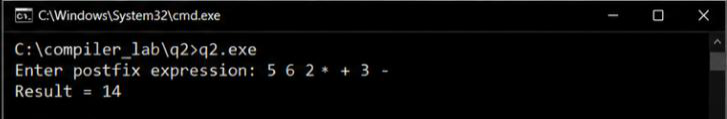 C:\Windows\System32\cmd.exe
C:\compiler_lab\q2>q2.exe
Enter postfix expression: 5 6 2 * + 3 -
Result = 14